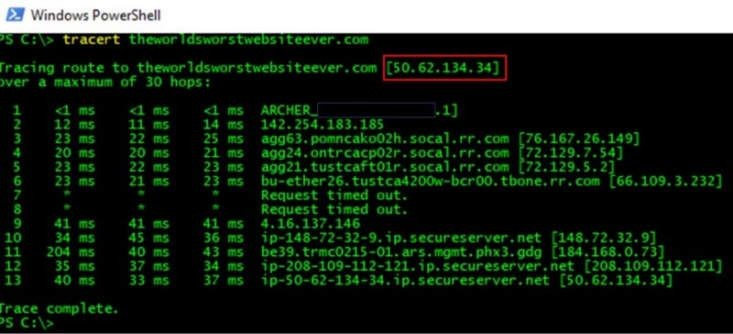 Windows PowerShell
PS C:\> tracert theworldsworstwebsiteever.com
Tracing route to theworldsworstwebsiteever.com [50.62.134.34]
over a maximum of 30 hops:
1 <1 ms <1 ms <1 ms ARCHER_ .1]
2 12 ms 11 ms 14 ms 142.254.183.185
3 23 ms 22 ms 25 ms agg63.pomncako02h.socal.rr.com [76.167.26.149]
4 20 ms 20 ms 21 ms agg24.ontrcacp02r.socal.rr.com [72.129.7.54]
5 23 ms 22 ms 23 ms agg21.tustcaft01r.socal.rr.com [72.129.5.2]
6 23 ms 21 ms 23 ms bu-ether26.tustca4200w-bcr00.tbone.rr.com [66.109.3.232]
7 * * * Request timed out.
8 * * * Request timed out.
9 41 ms 41 ms 41 ms 4.16.137.146
10 34 ms 45 ms 36 ms ip-148-72-32-9.ip.secureserver.net [148.72.32.9]
11 204 ms 40 ms 43 ms be39.trmc0215-01.ars.mgmt.phx3.gdg [184.168.0.73]
12 35 ms 37 ms 34 ms ip-208-109-112-121.ip.secureserver.net [208.109.112.121]
13 40 ms 33 ms 37 ms ip-50-62-134-34.ip.secureserver.net [50.62.134.34]
Trace complete.
PS C:\>